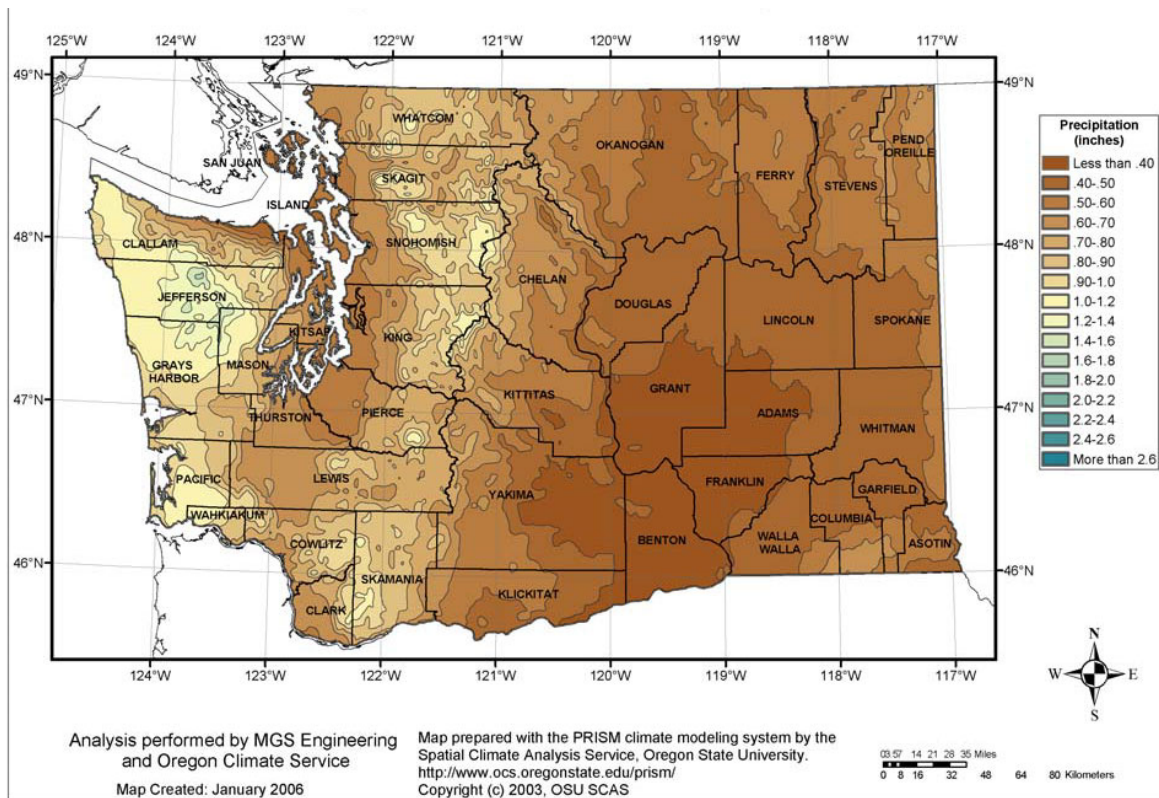 125°W 124°W 123°W 122°W 121°W 120°W 119°W 118°W 117°W
49°N
49°N
48°N
48°N
47°N
47°N
46°N
46°N
WHATCOM
SAN JUAN
SKAGIT
ISLAND
SNOHOMISH
CLALLAM
JEFFERSON
KITSAP
KING
GRAYS
HARBOR
MASON
THURSTON
PIERCE
PACIFIC
LEWIS
WAHKIAKUM
COWLITZ
SKAMANIA
CLARK
OKANOGAN
FERRY
STEVENS
PEND
OREILLE
CHELAN
DOUGLAS
LINCOLN
SPOKANE
KITTITAS
GRANT
ADAMS
WHITMAN
YAKIMA
FRANKLIN
GARFIELD
BENTON
WALLA
WALLA
COLUMBIA
ASOTIN
KLICKITAT
124°W 123°W 122°W 121°W 120°W 119°W 118°W 117°W
Precipitation
(inches)
Less than .40
.40-.50
.50-.60
.60-.70
.70-.80
.80-.90
.90-1.0
1.0-1.2
1.2-1.4
1.4-1.6
1.6-1.8
1.8-2.0
2.0-2.2
2.2-2.4
2.4-2.6
More than 2.6
N
W E
S
Analysis performed by MGS Engineering
and Oregon Climate Service
Map Created: January 2006
Map prepared with the PRISM climate modeling system by the
Spatial Climate Analysis Service, Oregon State University.
http://www.ocs.oregonstate.edu/prism/
Copyright (c) 2003, OSU SCAS
03.57 14 21 28 35 Miles
0 8 16 32 48 64 80 Kilometers